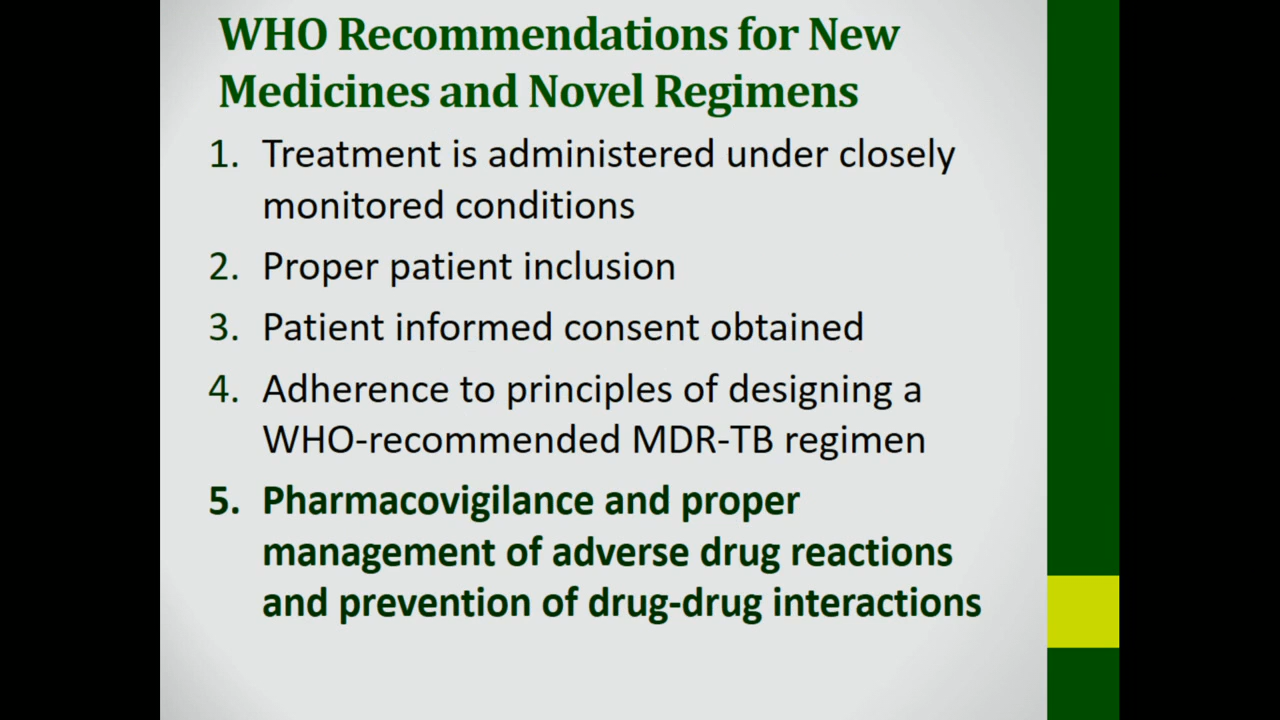 WHO Recommendations for New
Medicines and Novel Regimens
1. Treatment is administered under closely
monitored conditions
2. Proper patient inclusion
3. Patient informed consent obtained
4. Adherence to principles of designing a
WHO-recommended MDR-TB regimen
5. Pharmacovigilance and proper
management of adverse drug reactions
and prevention of drug-drug interactions